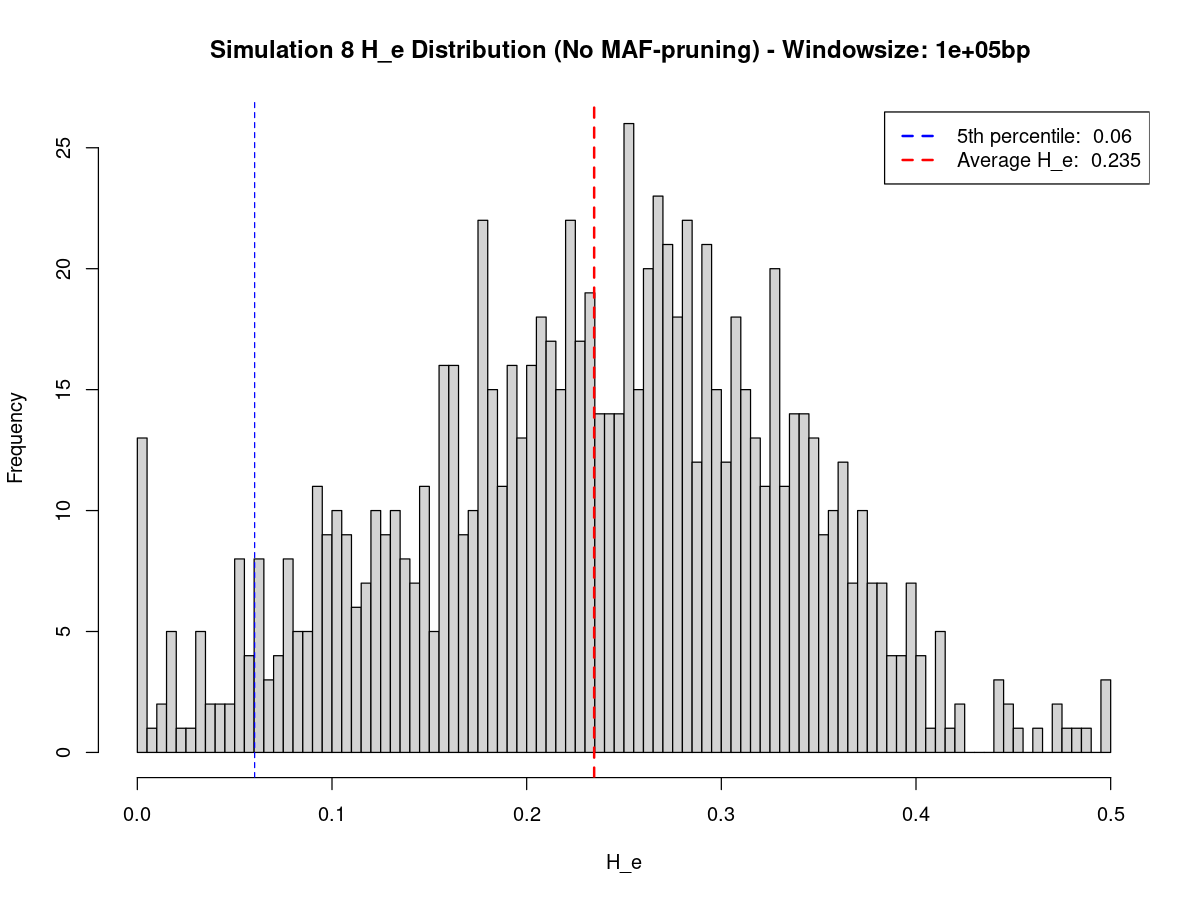 Simulation 8 H_e Distribution (No MAF-pruning) - Windowsize: 1e+05bp
5th percentile:  0.06
Average H_e:  0.235
25
20
15
10
5
0
Frequency
0.0 0.1 0.2 0.3 0.4 0.5
H_e